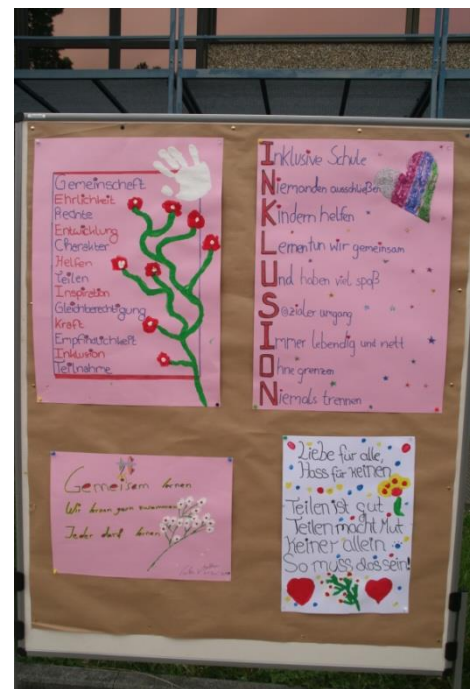 Gemeinschaft
Ehrlichkeit
Rechte
Entwicklung
Charakter
Helfen
Teilen
Inspiration
Gleichberechtigung
Kraft
Empfindlichkeit
Inklusion
Teilnahme
Inklusive Schule
Niemanden ausschließen
Kindern helfen
Lernen tun wir gemeinsam
Und haben viel spaß
Sozialer umgang
Immer lebendig und nett
Ohne grenzen
Niemals trennen
Gemeinsam lernen
Wir lernen gern zusammen
Jeder darf lernen
Liebe für alle,
Hass für keinen
Teilen ist gut
Teilen macht Mut
Keiner allein
So muss das sein!